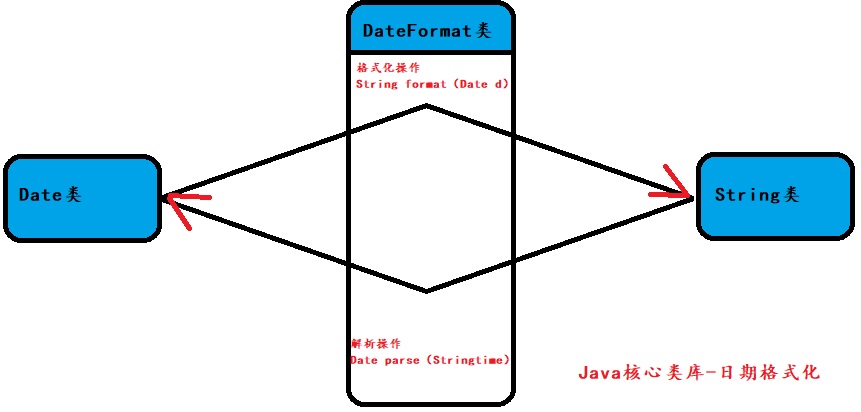 DateFormat类
格式化操作
String format (Date d)
Date类
String类
解析操作
Date parse (Stringtime)
Java核心类库-日期格式化